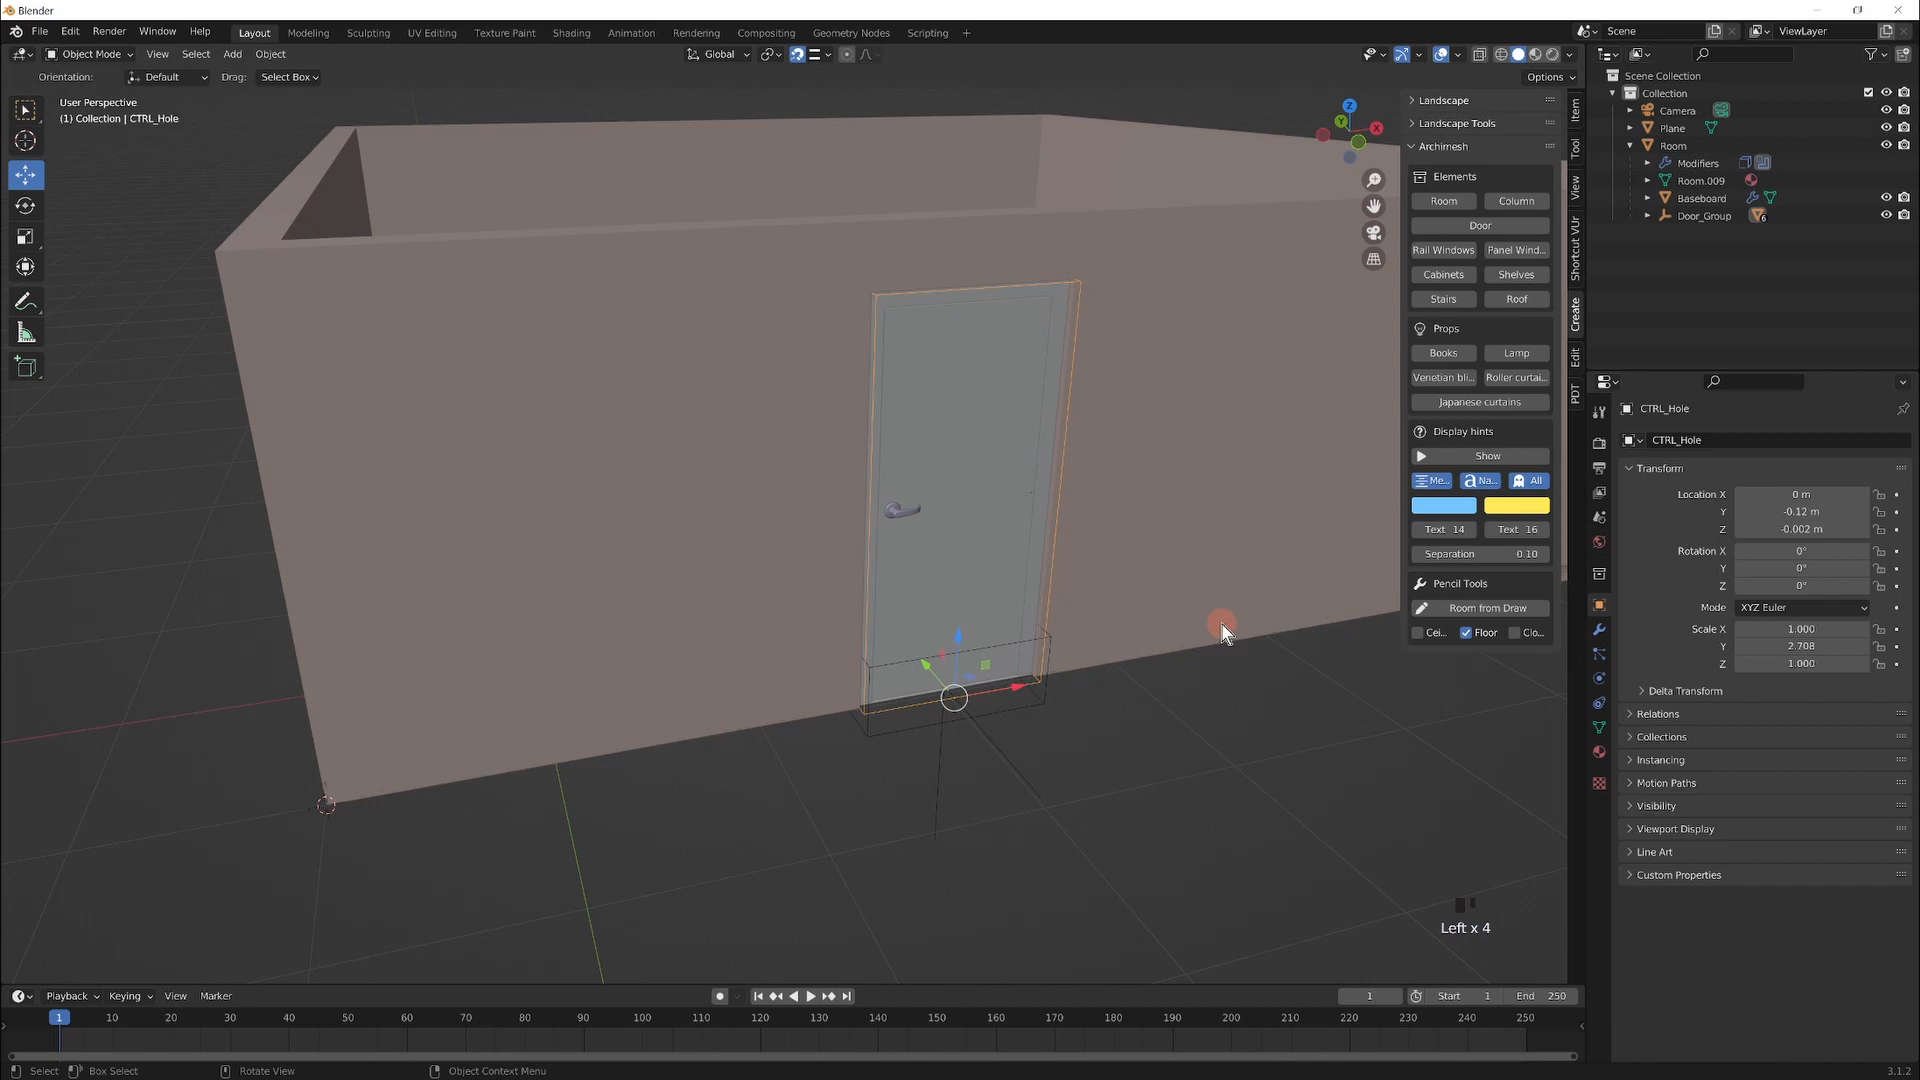 Blender
File Edit Render Window Help
Layout Modeling Sculpting UV Editing Texture Paint Shading Animation Rendering Compositing Geometry Nodes Scripting +
Scene
ViewLayer
Object Mode View Select Add Object
Global
Orientation: Default Drag: Select Box
Options
User Perspective
(1) Collection | CTRL_Hole
Z
Y
X
Landscape
Landscape Tools
Archimesh
Elements
Room Column
Door
Rail Windows Panel Wind...
Cabinets Shelves
Stairs Roof
Props
Books Lamp
Venetian bli... Roller curtai...
Japanese curtains
Display hints
Show
Me... Na... All
Text 14 Text 16
Separation 0.10
Pencil Tools
Room from Draw
Cei... Floor Clo...
Item
Tool
View
Shortcut VUr
Create
Edit
PDT
Scene Collection
Collection
Camera
Plane
Room
Modifiers
Room.009
Baseboard
Door_Group 6
CTRL_Hole
CTRL_Hole
Transform
Location X 0 m
Y -0.12 m
Z -0.002 m
Rotation X 0°
Y 0°
Z 0°
Mode XYZ Euler
Scale X 1.000
Y 2.708
Z 1.000
Delta Transform
Relations
Collections
Instancing
Motion Paths
Visibility
Viewport Display
Line Art
Custom Properties
Left x 4
Playback Keying View Marker
1 Start 1 End 250
1 10 20 30 40 50 60 70 80 90 100 110 120 130 140 150 160 170 180 190 200 210 220 230 240 250
Select Box Select Rotate View Object Context Menu
3.1.2